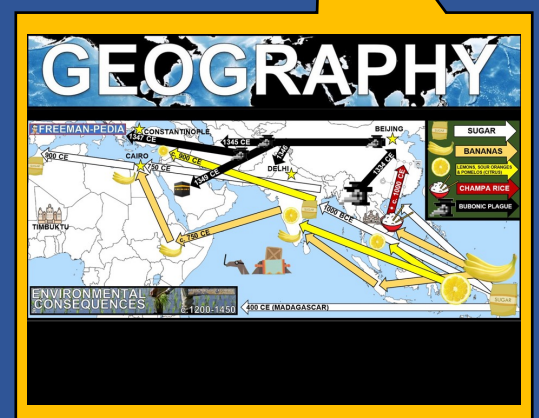 GEOGRAPHY
FREEMAN-PEDIA
1347
CONSTANTINOPLE
1345 CE
BEIJING
SUGAR
BANANAS
LEMONS, SOUR ORANGES
& POMELOS (CITRUS)
CHAMPA RICE
BUBONIC PLAGUE
900 CE
CAIRO
750 CE
c. 900 CE
1346
1349 CE
DELHI
1334 CE
c. 1000 CE
1000 BCE
TIMBUKTU
c. 750 CE
ENVIRONMENTAL
CONSEQUENCES
c.1200-1450
400 CE (MADAGASCAR)
SUGAR